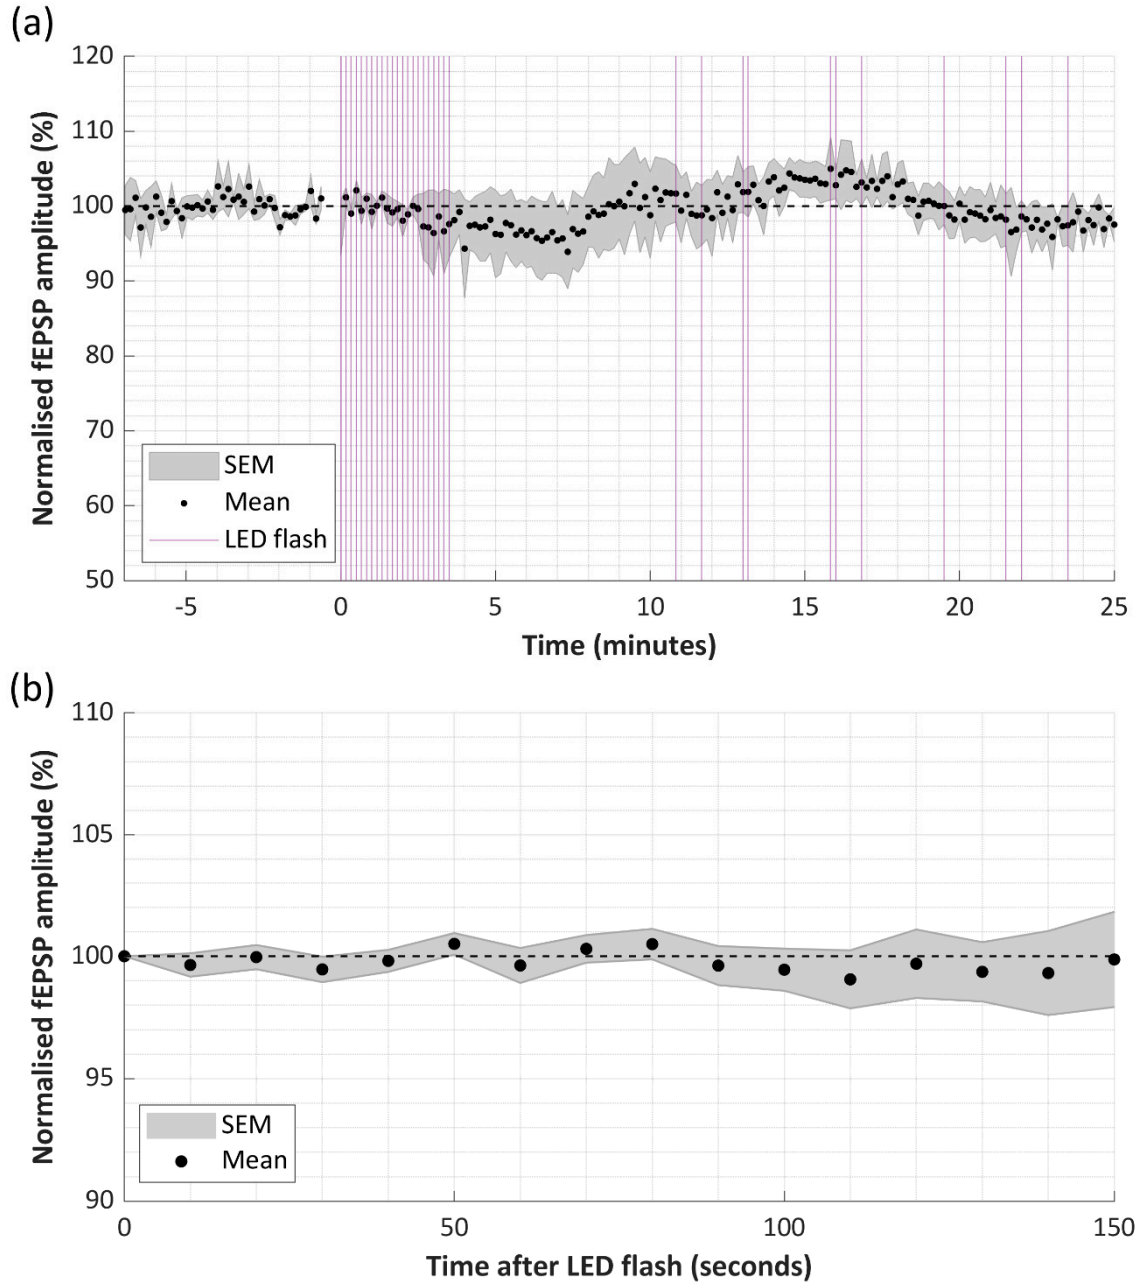 (a)
Normalised fEPSP amplitude (%)
120
110
100
90
80
70
60
50
SEM
Mean
LED flash
-5
0
5
10
15
20
25
Time (minutes)
(b)
Normalised fEPSP amplitude (%)
110
105
100
95
90
SEM
Mean
0
50
100
150
Time after LED flash (seconds)